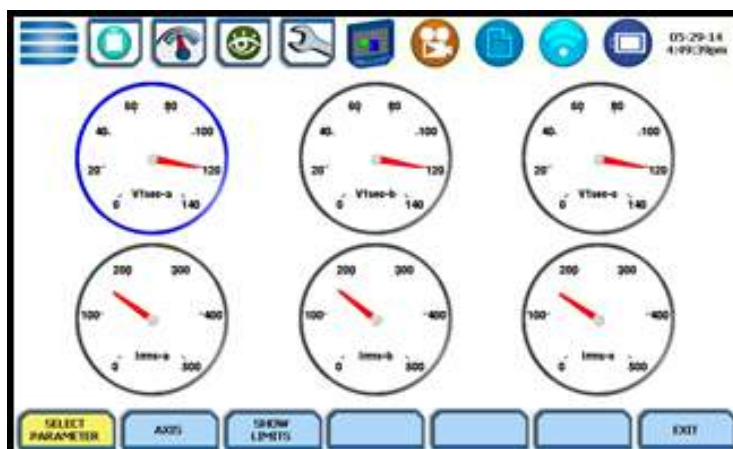 05-29-14
4:49:39pm
60 80
40 100
20 120
V1sec-a
0 140
60 80
40 100
20 120
V1sec-b
0 140
60 80
40 100
20 120
V1sec-c
0 140
200 300
100 400
Irms-a
0 500
200 300
100 400
Irms-b
0 500
200 300
100 400
Irms-c
0 500
SELECT
PARAMETER
AXIS
SHOW
LIMITS
EXIT